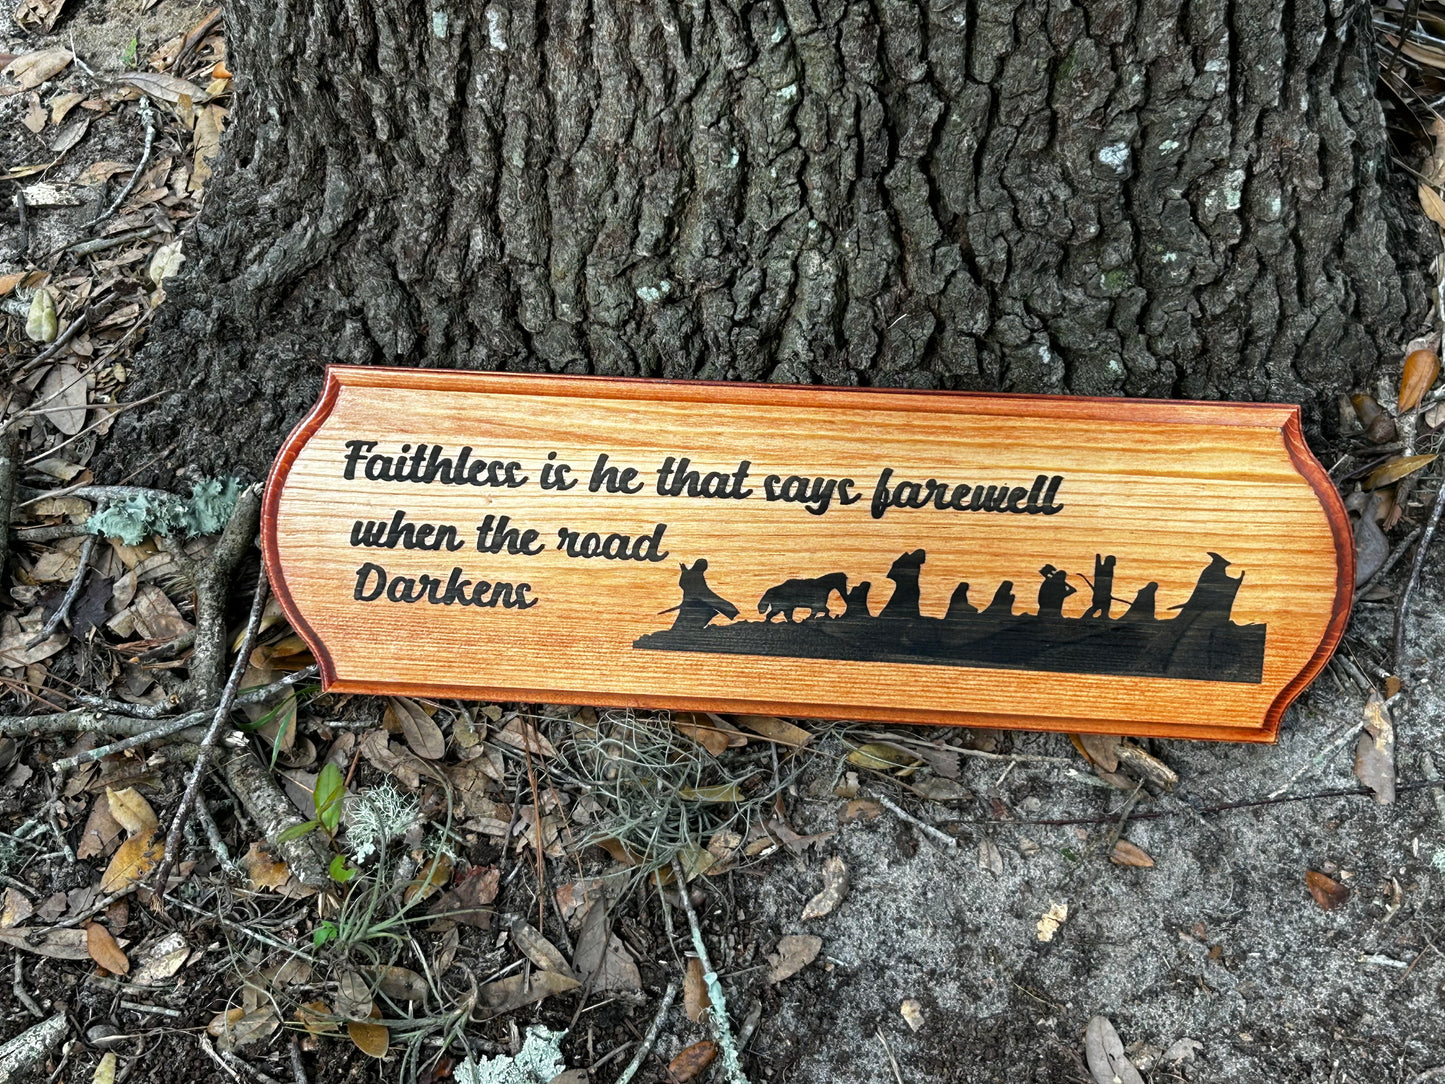 Faithless is he that says farewell
when the road
Darkens